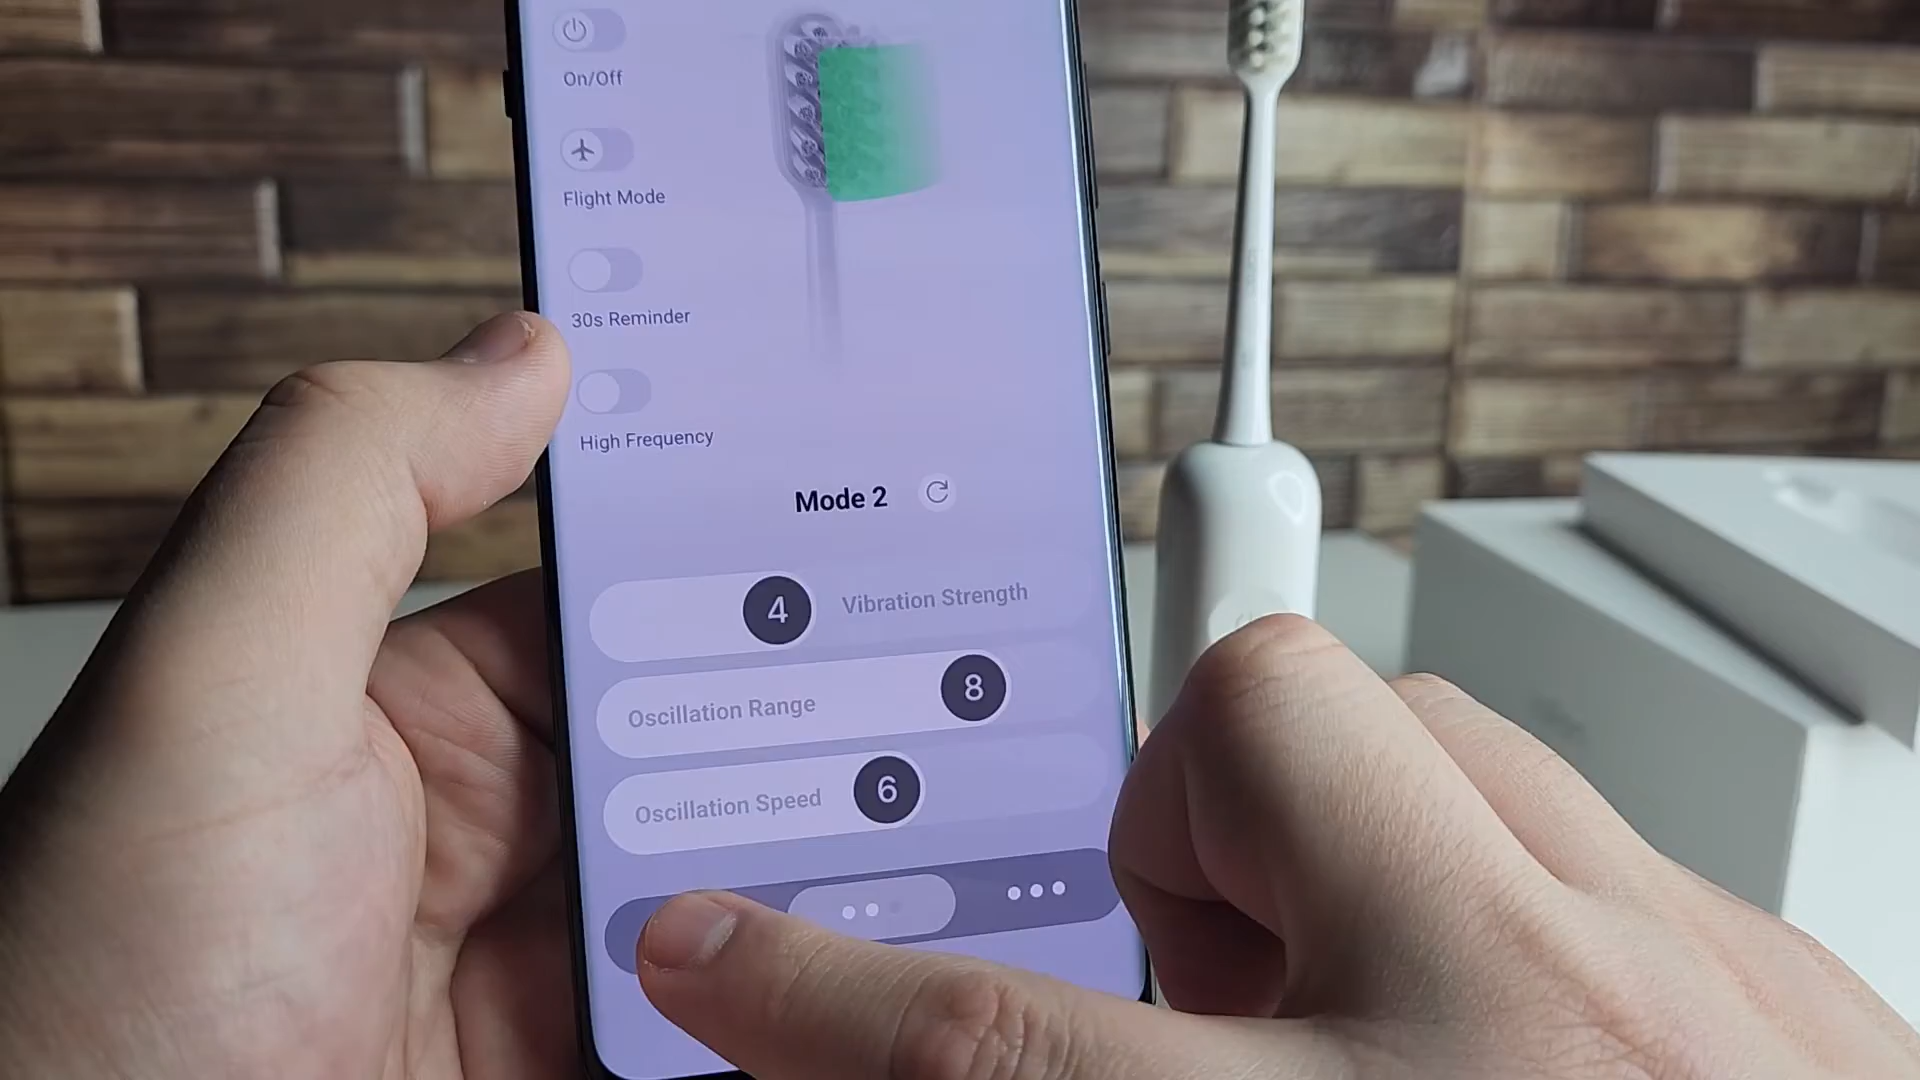 On/Off
Flight Mode
30s Reminder
High Frequency
Mode 2
4 Vibration Strength
Oscillation Range 8
Oscillation Speed 6